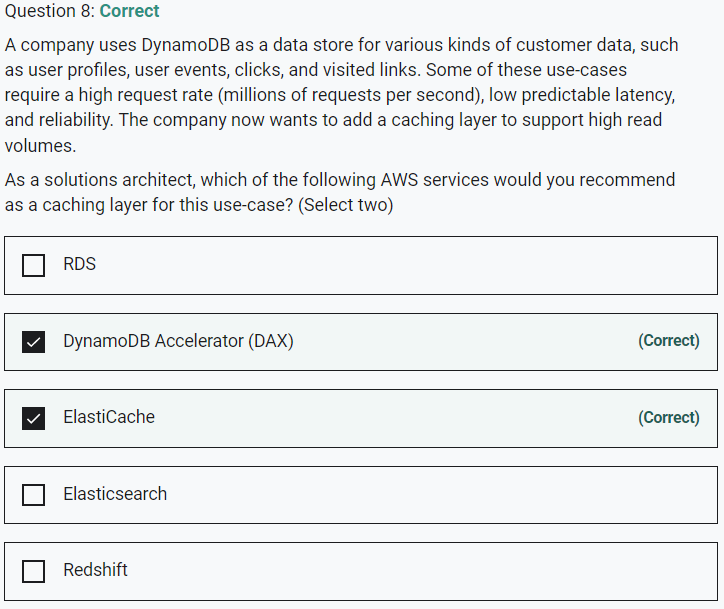 Question 8: Correct
A company uses DynamoDB as a data store for various kinds of customer data, such
as user profiles, user events, clicks, and visited links. Some of these use-cases
require a high request rate (millions of requests per second), low predictable latency,
and reliability. The company now wants to add a caching layer to support high read
volumes.
As a solutions architect, which of the following AWS services would you recommend
as a caching layer for this use-case? (Select two)
RDS
DynamoDB Accelerator (DAX) (Correct)
ElastiCache (Correct)
Elasticsearch
Redshift